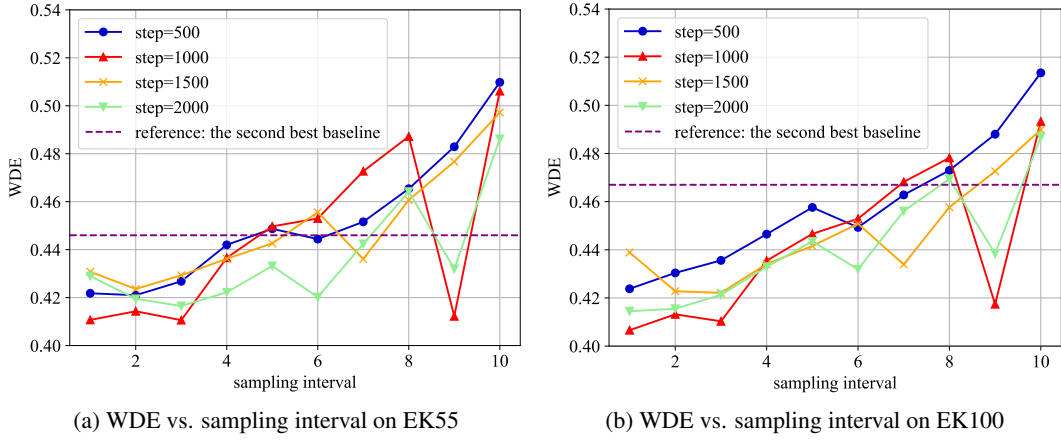 0.54
0.52
0.50
0.48
0.46
0.44
0.42
0.40
WDE
step=500
step=1000
step=1500
step=2000
reference: the second best baseline
2 4 6 8 10
sampling interval
(a) WDE vs. sampling interval on EK55
0.54
0.52
0.50
0.48
0.46
0.44
0.42
0.40
WDE
step=500
step=1000
step=1500
step=2000
reference: the second best baseline
2 4 6 8 10
sampling interval
(b) WDE vs. sampling interval on EK100